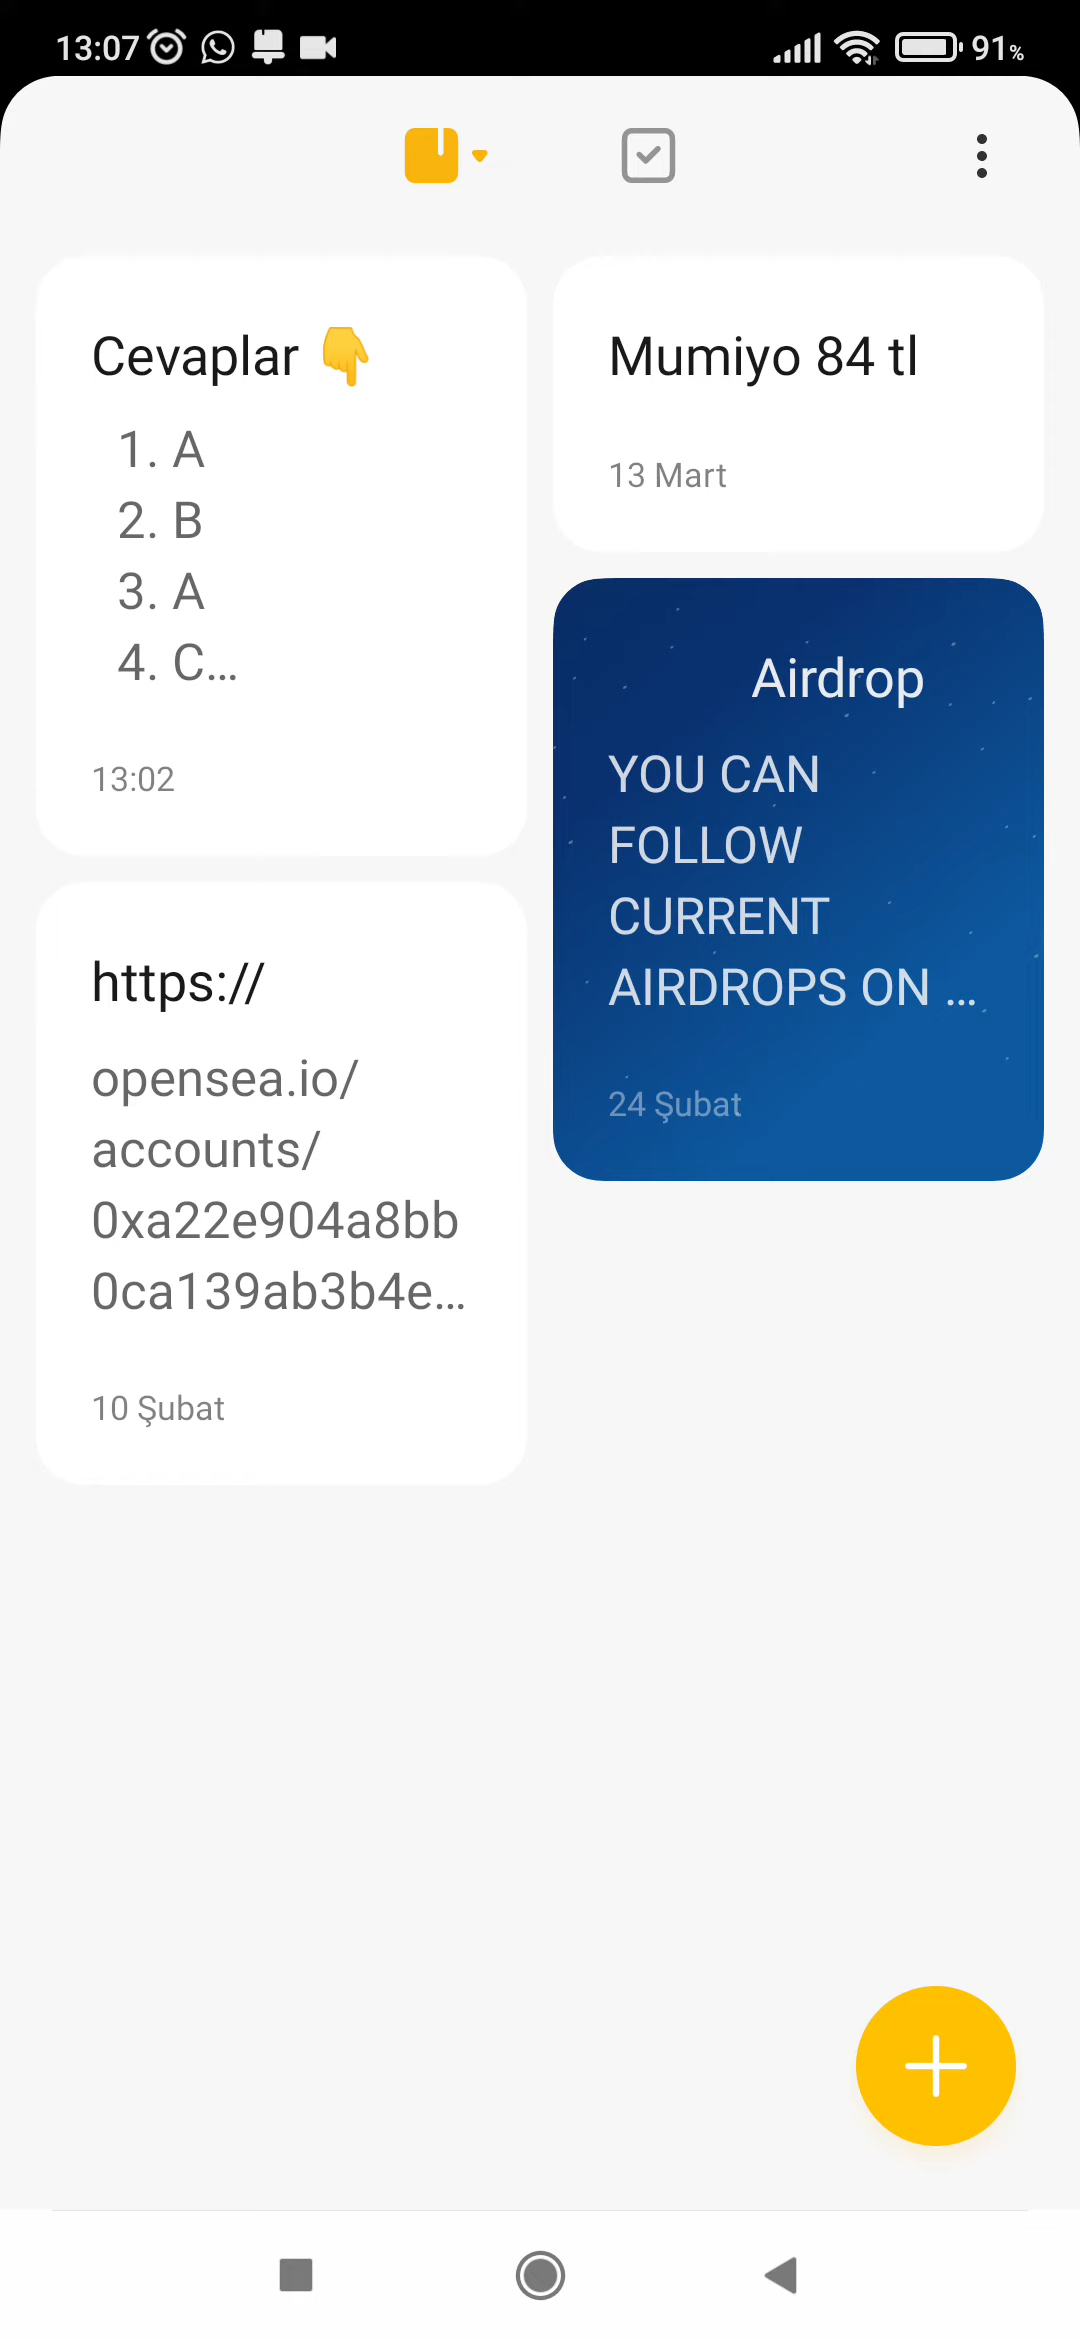 13:07
91%
Cevaplar 👇
1. A
2. B
3. A
4. C...
13:02
Mumiyo 84 tl
13 Mart
Airdrop
YOU CAN
FOLLOW
CURRENT
AIRDROPS ON ...
24 Şubat
https://
opensea.io/
accounts/
0xa22e904a8bb
0ca139ab3b4e...
10 Şubat